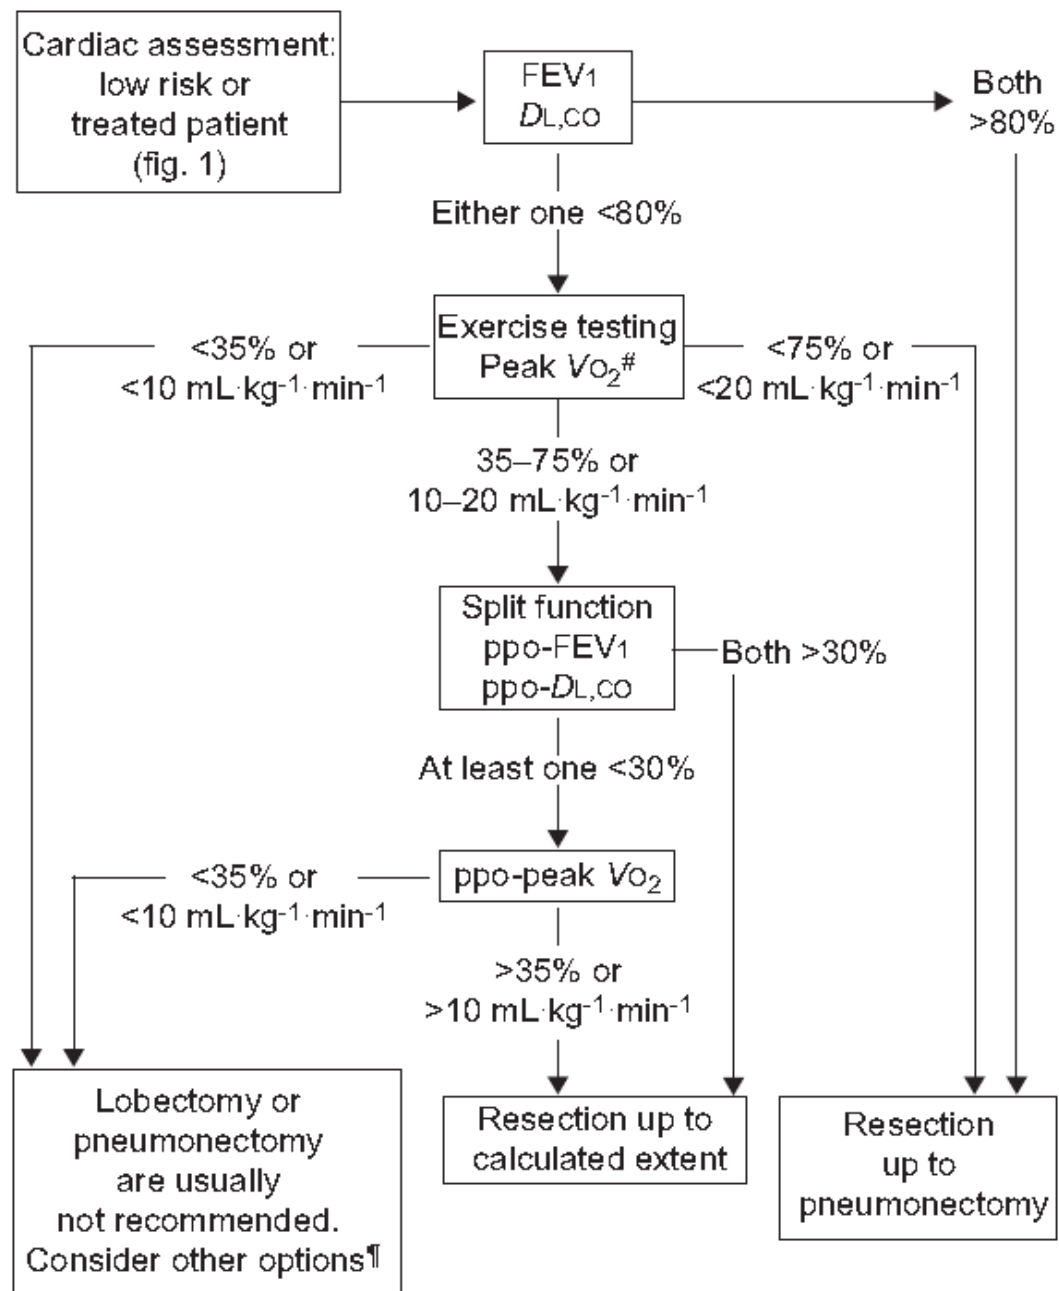 Cardiac assessment:
low risk or
treated patient
(fig. 1)
FEV1
DL,CO
Both
>80%
Either one <80%
Exercise testing
Peak VO2#
<35% or
<10 mL·kg-1·min-1
<75% or
<20 mL·kg-1·min-1
35–75% or
10–20 mL·kg-1·min-1
Split function
ppo-FEV1
ppo-DL,CO
Both >30%
At least one <30%
ppo-peak VO2
<35% or
<10 mL·kg-1·min-1
>35% or
>10 mL·kg-1·min-1
Lobectomy or
pneumonectomy
are usually
not recommended.
Consider other options¶
Resection up to
calculated extent
Resection
up to
pneumonectomy